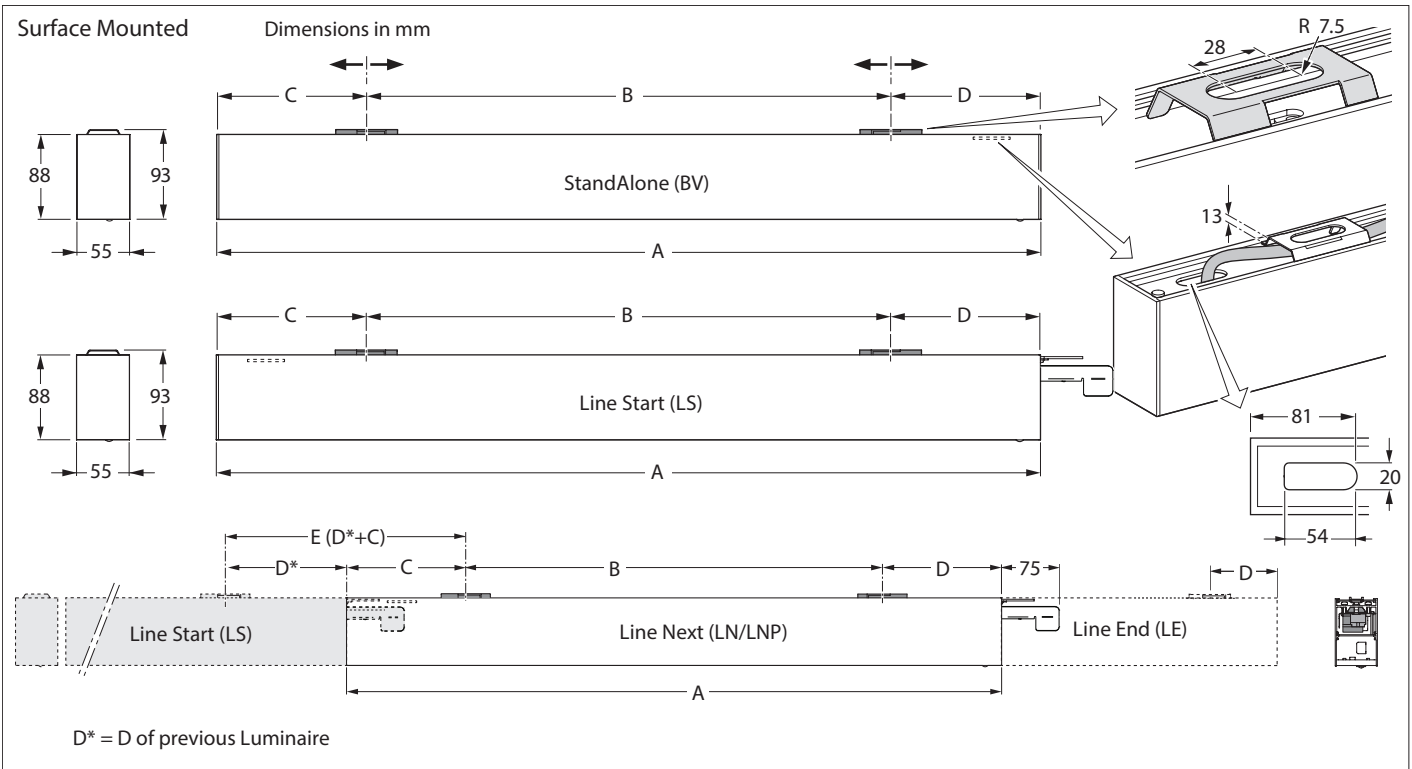 Surface Mounted
Dimensions in mm
R 7.5
28
C
B
D
88
93
StandAlone (BV)
55
A
13
C
B
D
88
93
Line Start (LS)
55
A
81
20
54
E (D*+C)
D*
C
B
D
75
D
Line Start (LS)
Line Next (LN/LNP)
Line End (LE)
A
D* = D of previous Luminaire